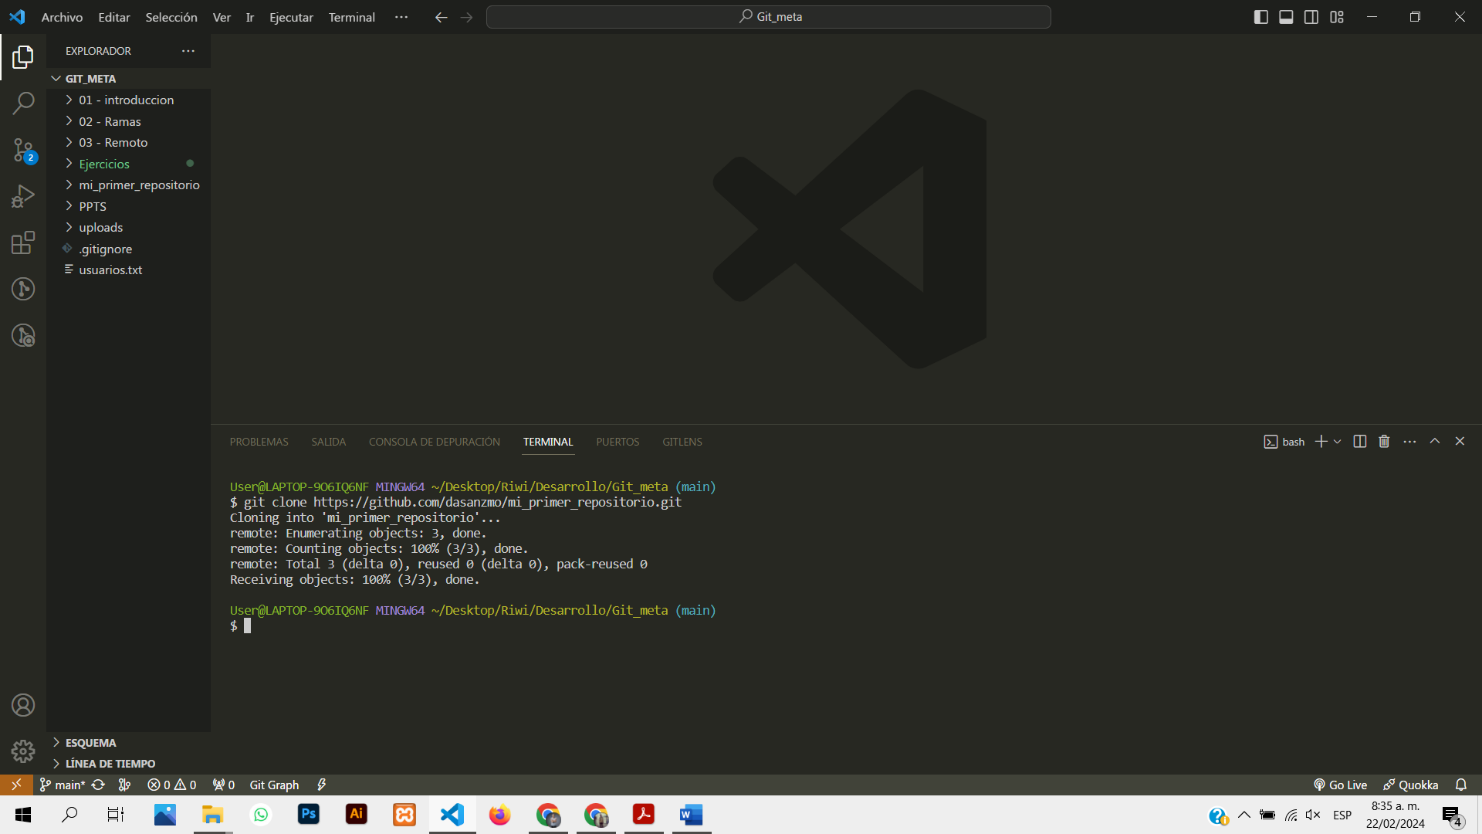 Archivo Editar Selección Ver Ir Ejecutar Terminal ··· Git_meta
EXPLORADOR ···
GIT_META
01 - introduccion
02 - Ramas
03 - Remoto
Ejercicios
mi_primer_repositorio
PPTS
uploads
.gitignore
usuarios.txt
2
PROBLEMAS SALIDA CONSOLA DE DEPURACIÓN TERMINAL PUERTOS GITLENS bash ···
User@LAPTOP-9O6IQ6NF MINGW64 ~/Desktop/Riwi/Desarrollo/Git_meta (main)
$ git clone https://github.com/dasanzmo/mi_primer_repositorio.git
Cloning into 'mi_primer_repositorio'...
remote: Enumerating objects: 3, done.
remote: Counting objects: 100% (3/3), done.
remote: Total 3 (delta 0), reused 0 (delta 0), pack-reused 0
Receiving objects: 100% (3/3), done.
User@LAPTOP-9O6IQ6NF MINGW64 ~/Desktop/Riwi/Desarrollo/Git_meta (main)
$
ESQUEMA
LÍNEA DE TIEMPO
main* 0 0 0 Git Graph Go Live Quokka
Ps Ai W ESP 8:35 a. m.
22/02/2024 4